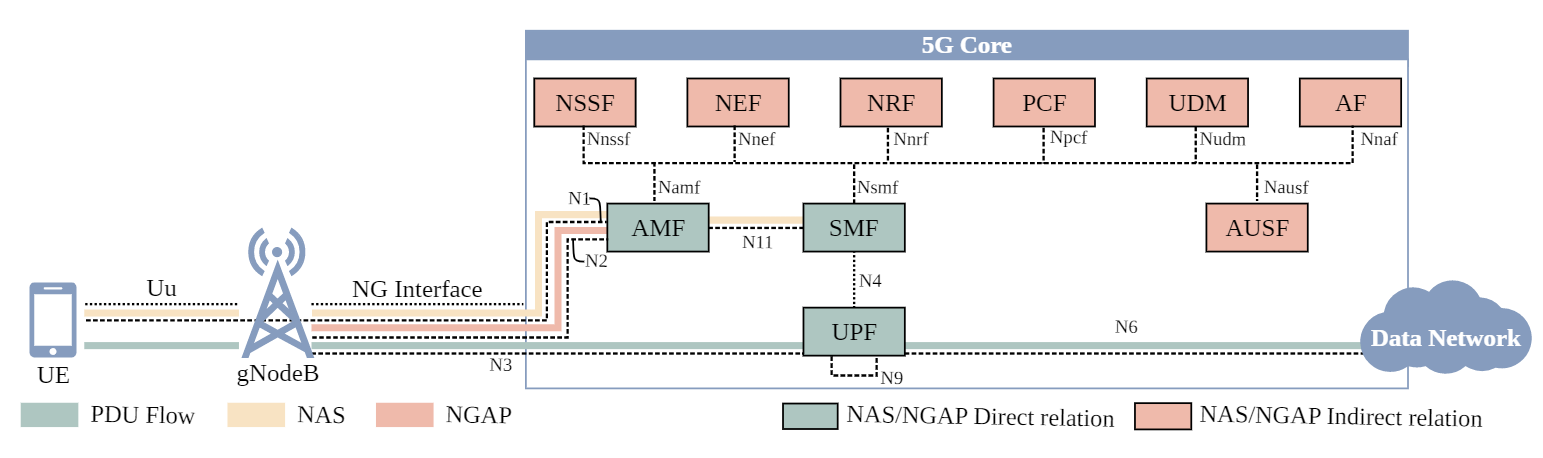 5G Core
NSSF NEF NRF PCF UDM AF
Nnssf Nnef Nnrf Npcf Nudm Nnaf
Namf Nsmf Nausf
N1
AMF SMF AUSF
N11
N2
N4
Uu NG Interface
UPF N6
Data Network
N3
UE gNodeB N9
PDU Flow NAS NGAP NAS/NGAP Direct relation NAS/NGAP Indirect relation